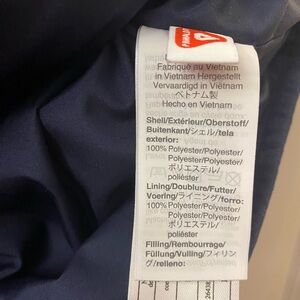 Fabriqué au Vietnam
in Vietnam Hergestellt
Vervaardigd in Vietnam
ベトナム製
Hecho en Vietnam
Shell/Extérieur/Oberstoff/
Buitenkant/シェル/tela
exterior:
100% Polyester/Polyester/
Polyester/Polyester/
ポリエステル/
poliéster
Lining/Doublure/Futter/
Voering/ライニング/forro:
100% Polyester/Polyester/
Polyester/Polyester/
ポリエステル/
poliéster
Filling/Rembourrage/
Füllung/Vulling/フィリン
グ/relleno: